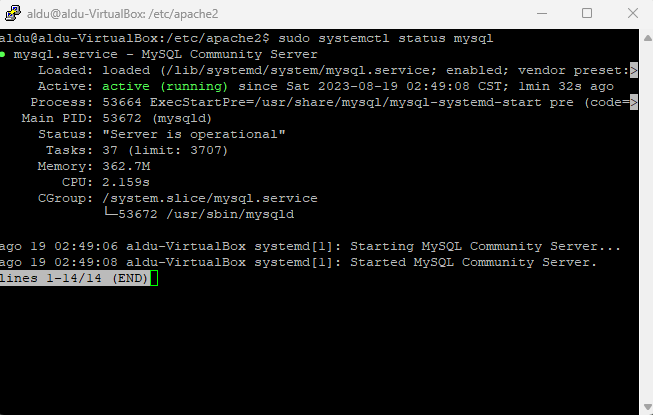 aldu@aldu-VirtualBox: /etc/apache2
aldu@aldu-VirtualBox:/etc/apache2$ sudo systemctl status mysql
● mysql.service - MySQL Community Server
     Loaded: loaded (/lib/systemd/system/mysql.service; enabled; vendor preset:>
     Active: active (running) since Sat 2023-08-19 02:49:08 CST; 1min 32s ago
    Process: 53664 ExecStartPre=/usr/share/mysql/mysql-systemd-start pre (code=>
   Main PID: 53672 (mysqld)
     Status: "Server is operational"
      Tasks: 37 (limit: 3707)
     Memory: 362.7M
        CPU: 2.159s
     CGroup: /system.slice/mysql.service
             └─53672 /usr/sbin/mysqld
ago 19 02:49:06 aldu-VirtualBox systemd[1]: Starting MySQL Community Server...
ago 19 02:49:08 aldu-VirtualBox systemd[1]: Started MySQL Community Server.
lines 1-14/14 (END)